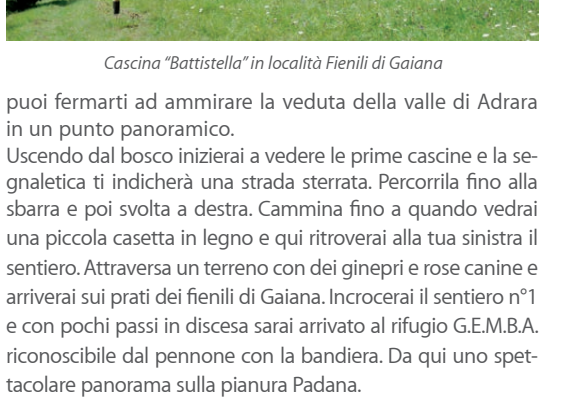 Cascina “Battistella” in località Fienili di Gaiana
puoi fermarti ad ammirare la veduta della valle di Adrara
in un punto panoramico.
Uscendo dal bosco inizierai a vedere le prime cascine e la se-
gnaletica ti indicherà una strada sterrata. Percorrila fino alla
sbarra e poi svolta a destra. Cammina fino a quando vedrai
una piccola casetta in legno e qui ritroverai alla tua sinistra il
sentiero. Attraversa un terreno con dei ginepri e rose canine e
arriverai sui prati dei fienili di Gaiana. Incrocerai il sentiero n°1
e con pochi passi in discesa sarai arrivato al rifugio G.E.M.B.A.
riconoscibile dal pennone con la bandiera. Da qui uno spet-
tacolare panorama sulla pianura Padana.